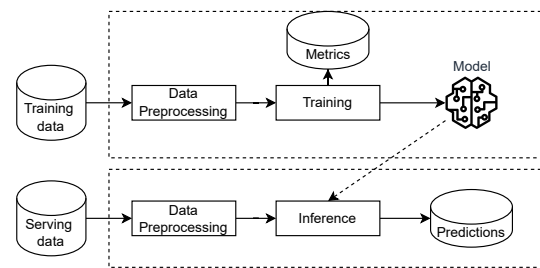 Metrics
Model
Training
data
Data
Preprocessing
Training
Serving
data
Data
Preprocessing
Inference
Predictions